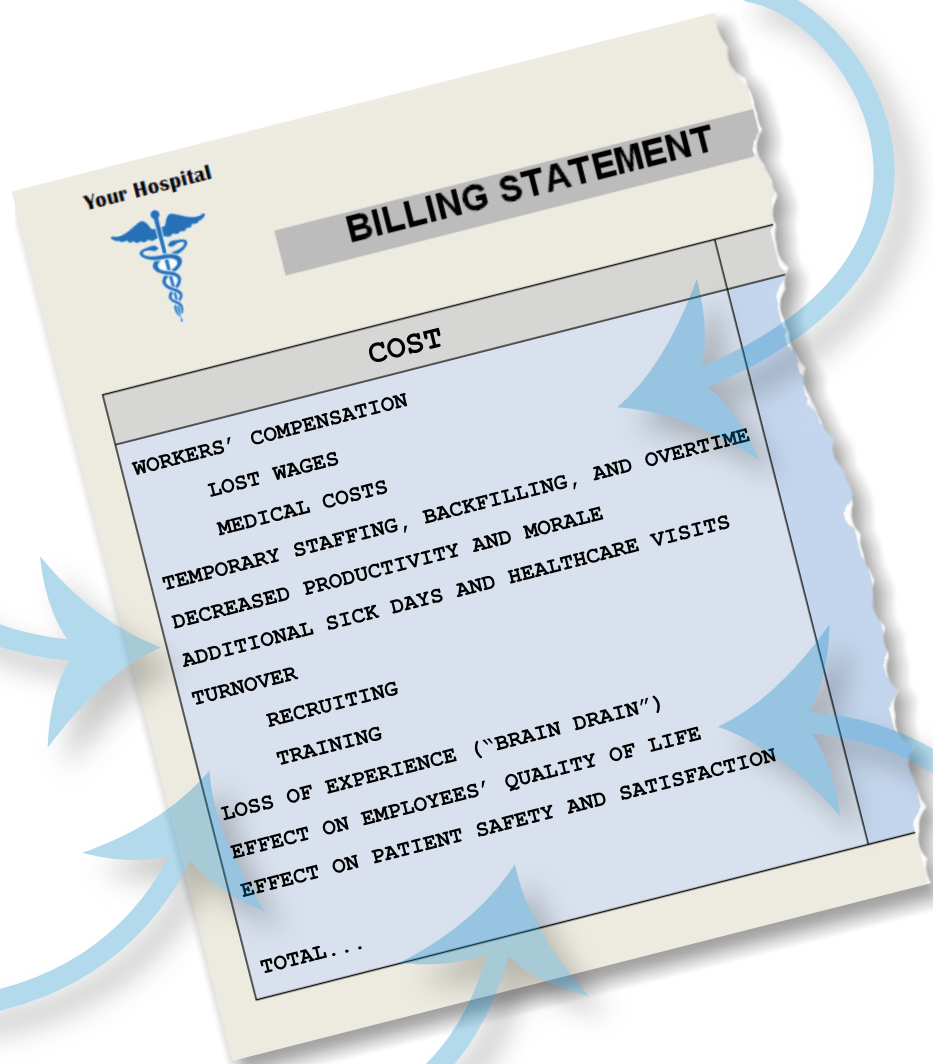 Your Hospital
BILLING STATEMENT
COST
WORKERS’ COMPENSATION
LOST WAGES
MEDICAL COSTS
TEMPORARY STAFFING, BACKFILLING, AND OVERTIME
DECREASED PRODUCTIVITY AND MORALE
ADDITIONAL SICK DAYS AND HEALTHCARE VISITS
TURNOVER
RECRUITING
TRAINING
LOSS OF EXPERIENCE (“BRAIN DRAIN”)
EFFECT ON EMPLOYEES’ QUALITY OF LIFE
EFFECT ON PATIENT SAFETY AND SATISFACTION
TOTAL...